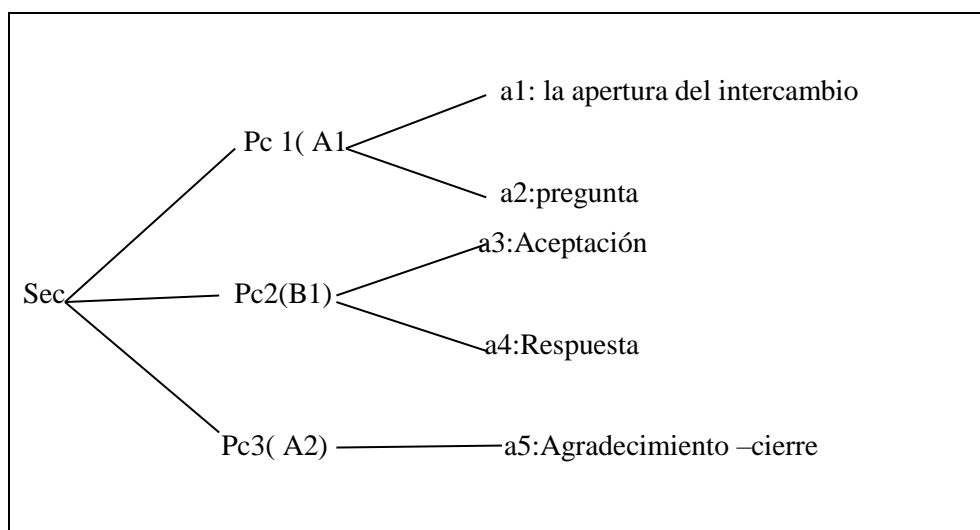 a1: la apertura del intercambio
Pc 1( A1
a2:pregunta
a3:Aceptación
Sec
Pc2(B1)
a4:Respuesta
Pc3( A2)
a5:Agradecimiento –cierre